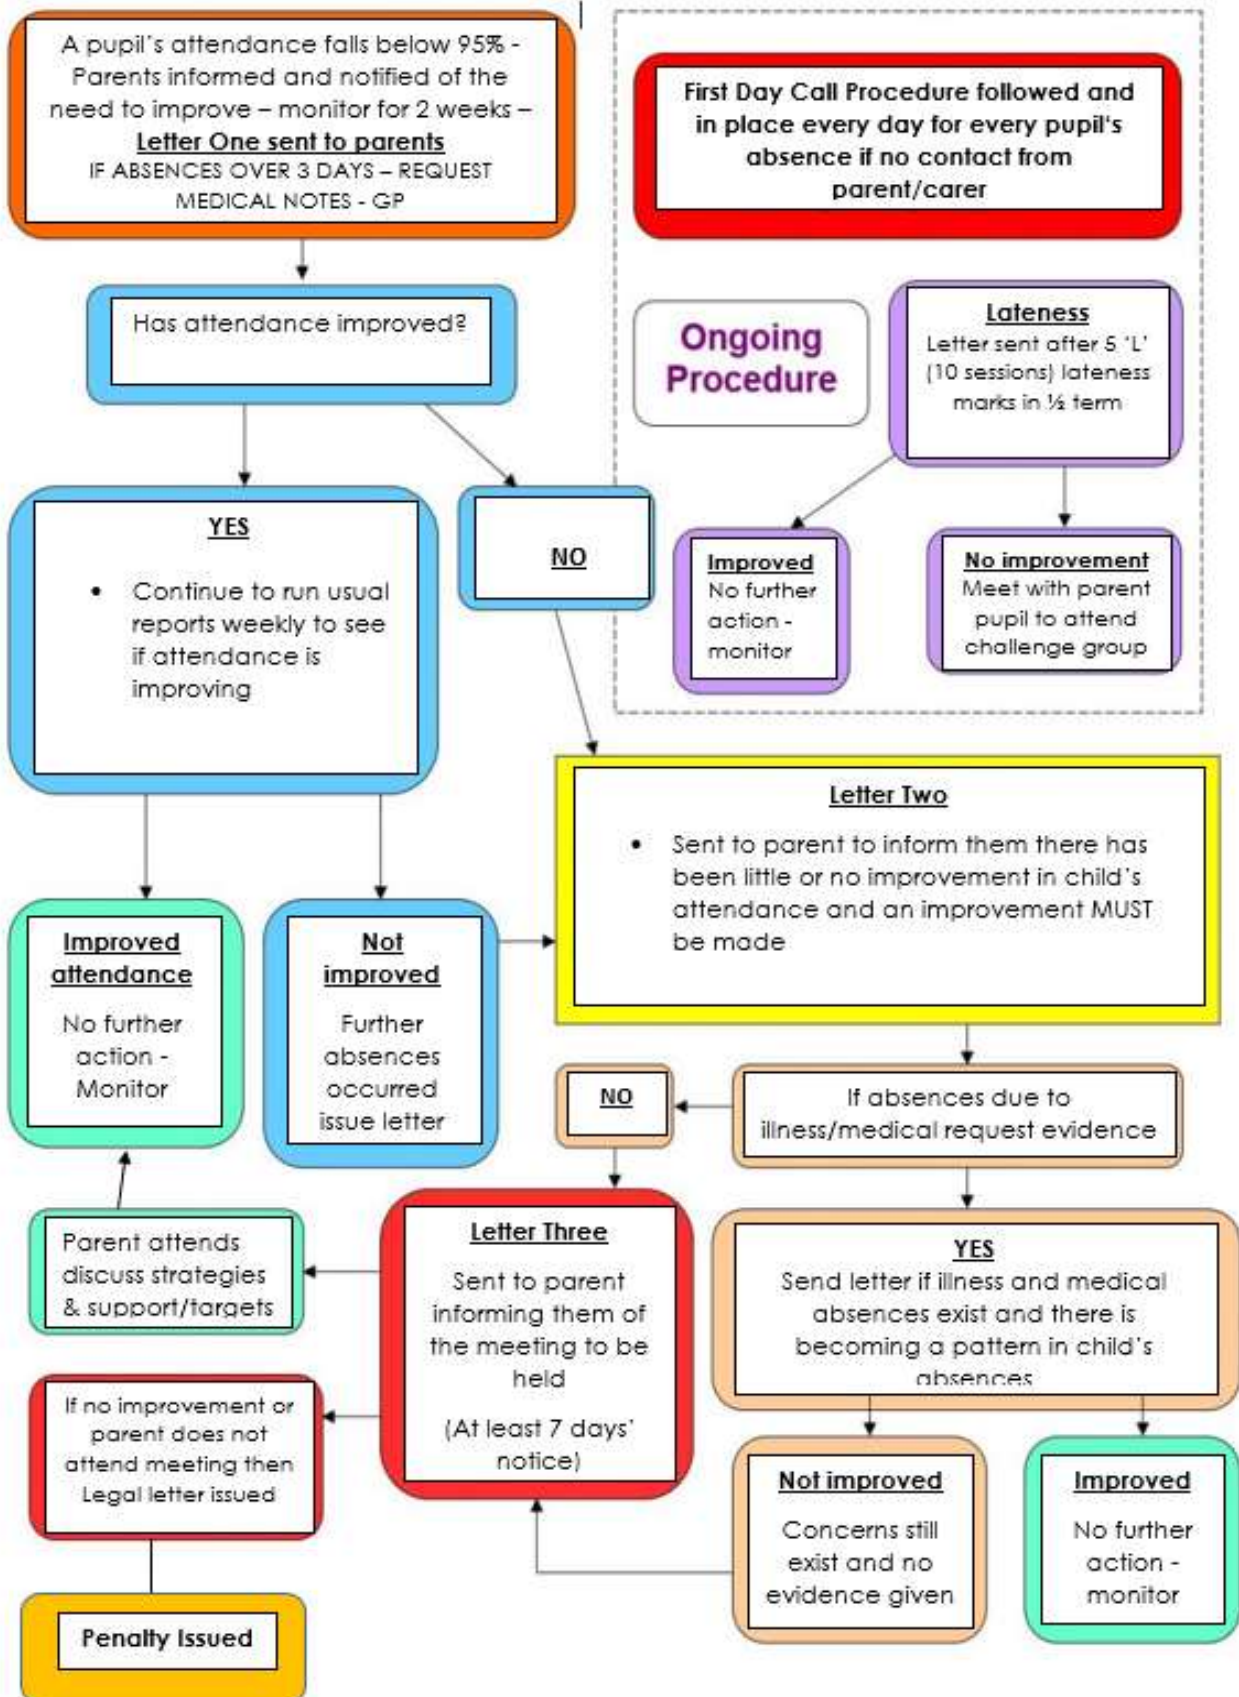 A pupil's attendance falls below 95% -
Parents informed and notified of the
need to improve – monitor for 2 weeks –
Letter One sent to parents
IF ABSENCES OVER 3 DAYS – REQUEST
MEDICAL NOTES - GP
First Day Call Procedure followed and
in place every day for every pupil's
absence if no contact from
parent/carer
Has attendance improved?
Ongoing
Procedure
Lateness
Letter sent after 5 'L'
(10 sessions) lateness
marks in ½ term
YES
• Continue to run usual
reports weekly to see
if attendance is
improving
NO
Improved
No further
action -
monitor
No improvement
Meet with parent
pupil to attend
challenge group
Letter Two
• Sent to parent to inform them there has
been little or no improvement in child's
attendance and an improvement MUST
be made
Improved
attendance
No further
action -
Monitor
Not
improved
Further
absences
occurred
issue letter
NO
If absences due to
illness/medical request evidence
Parent attends
discuss strategies
& support/targets
Letter Three
Sent to parent
informing them of
the meeting to be
held
(At least 7 days'
notice)
YES
Send letter if illness and medical
absences exist and there is
becoming a pattern in child's
absences
If no improvement or
parent does not
attend meeting then
Legal letter issued
Not improved
Concerns still
exist and no
evidence given
Improved
No further
action -
monitor
Penalty Issued